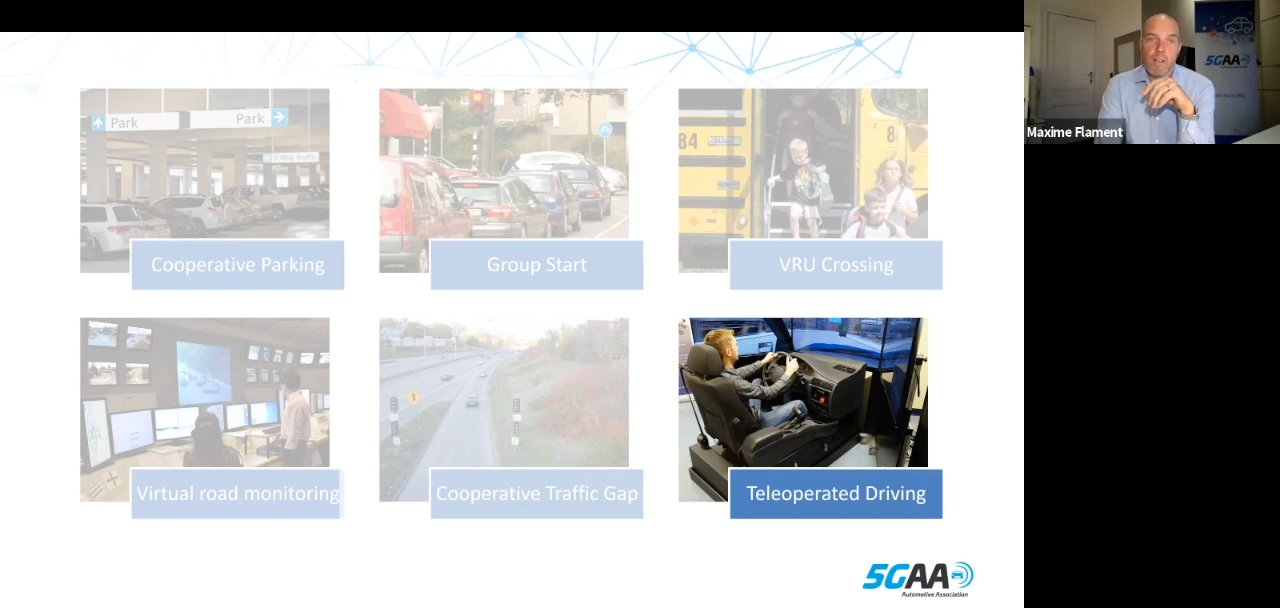 Park
Park
84
8
Cooperative Parking
Group Start
VRU Crossing
Virtual road monitoring
Cooperative Traffic Gap
Teleoperated Driving
5GAA
Automotive Association
5GAA
Maxime Flament